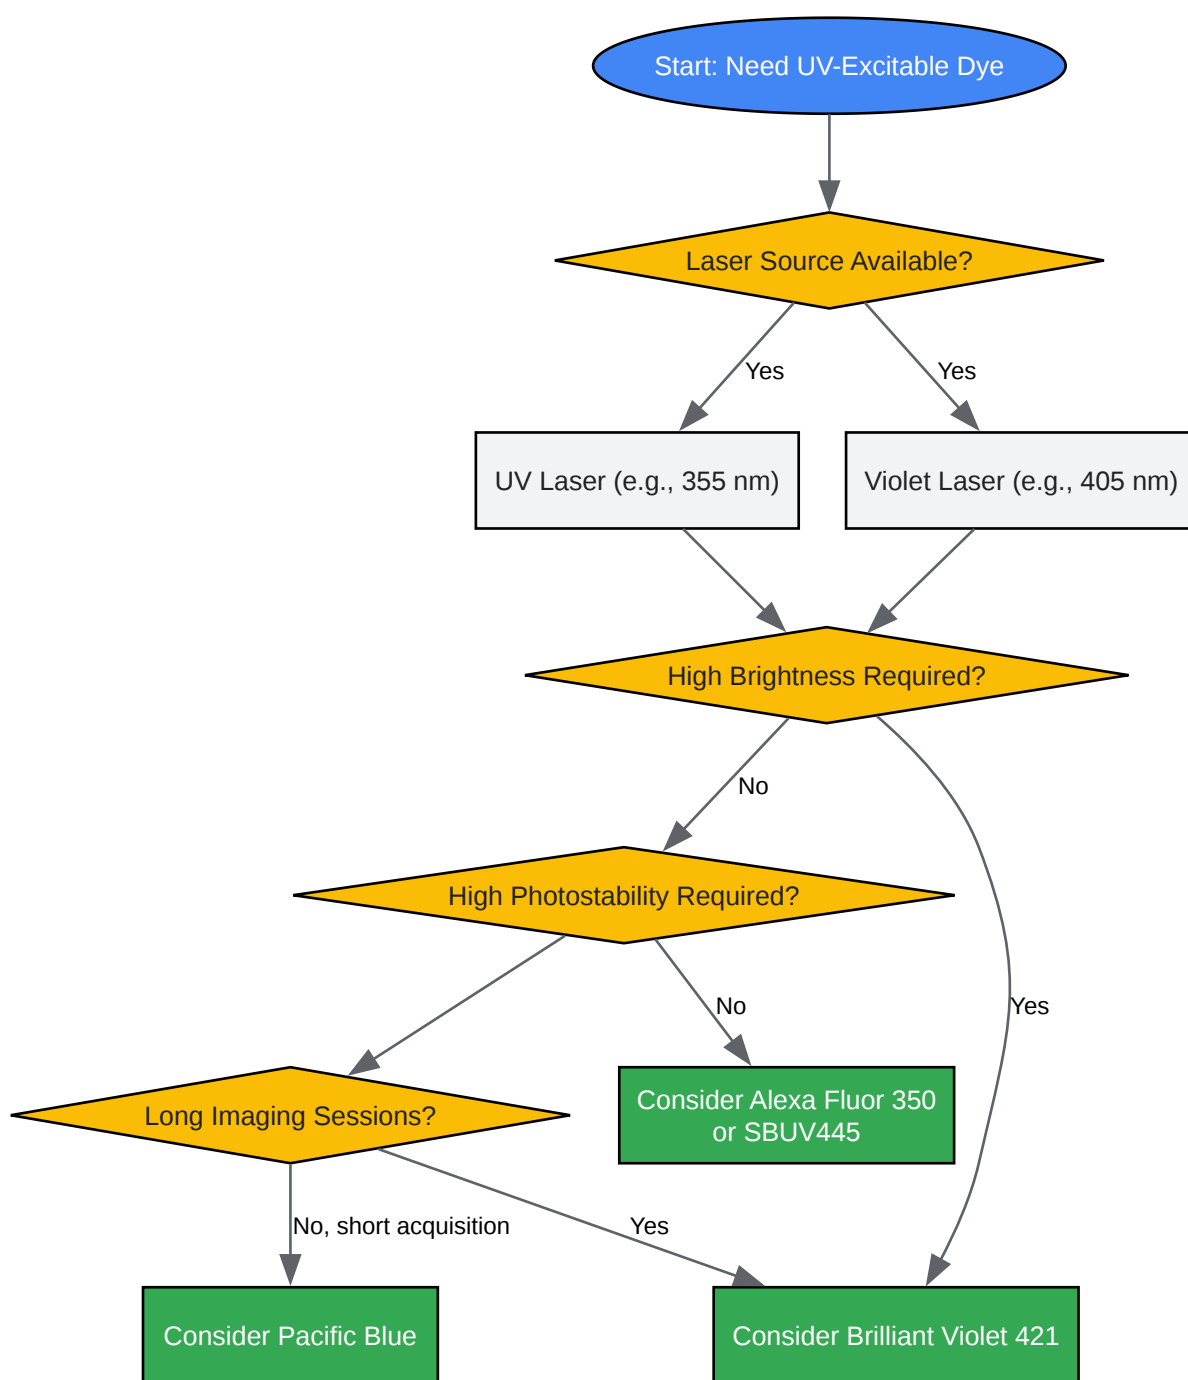 Start: Need UV-Excitable Dye
Laser Source Available?
Yes
Yes
UV Laser (e.g., 355 nm)
Violet Laser (e.g., 405 nm)
High Brightness Required?
No
High Photostability Required?
No
Yes
Long Imaging Sessions?
Consider Alexa Fluor 350
or SBUV445
No, short acquisition
Yes
Consider Pacific Blue
Consider Brilliant Violet 421